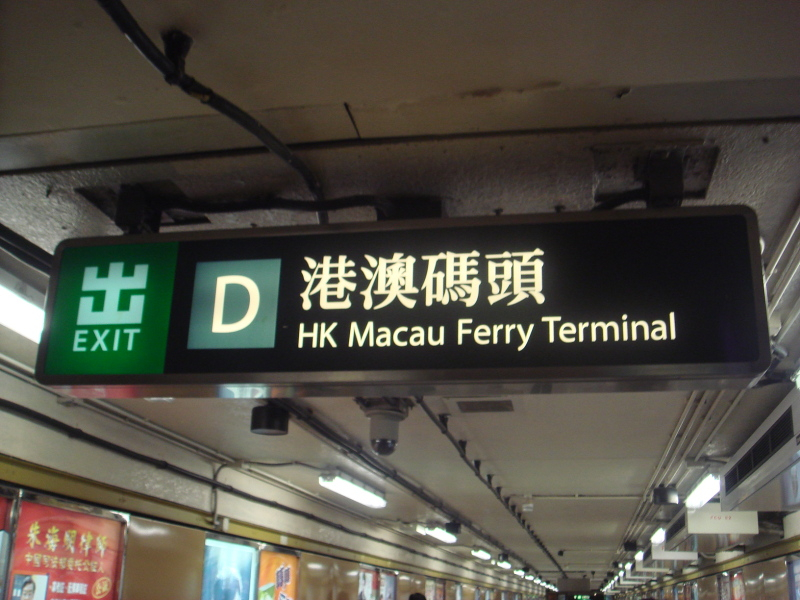 出
EXIT
D
港澳碼頭
HK Macau Ferry Terminal